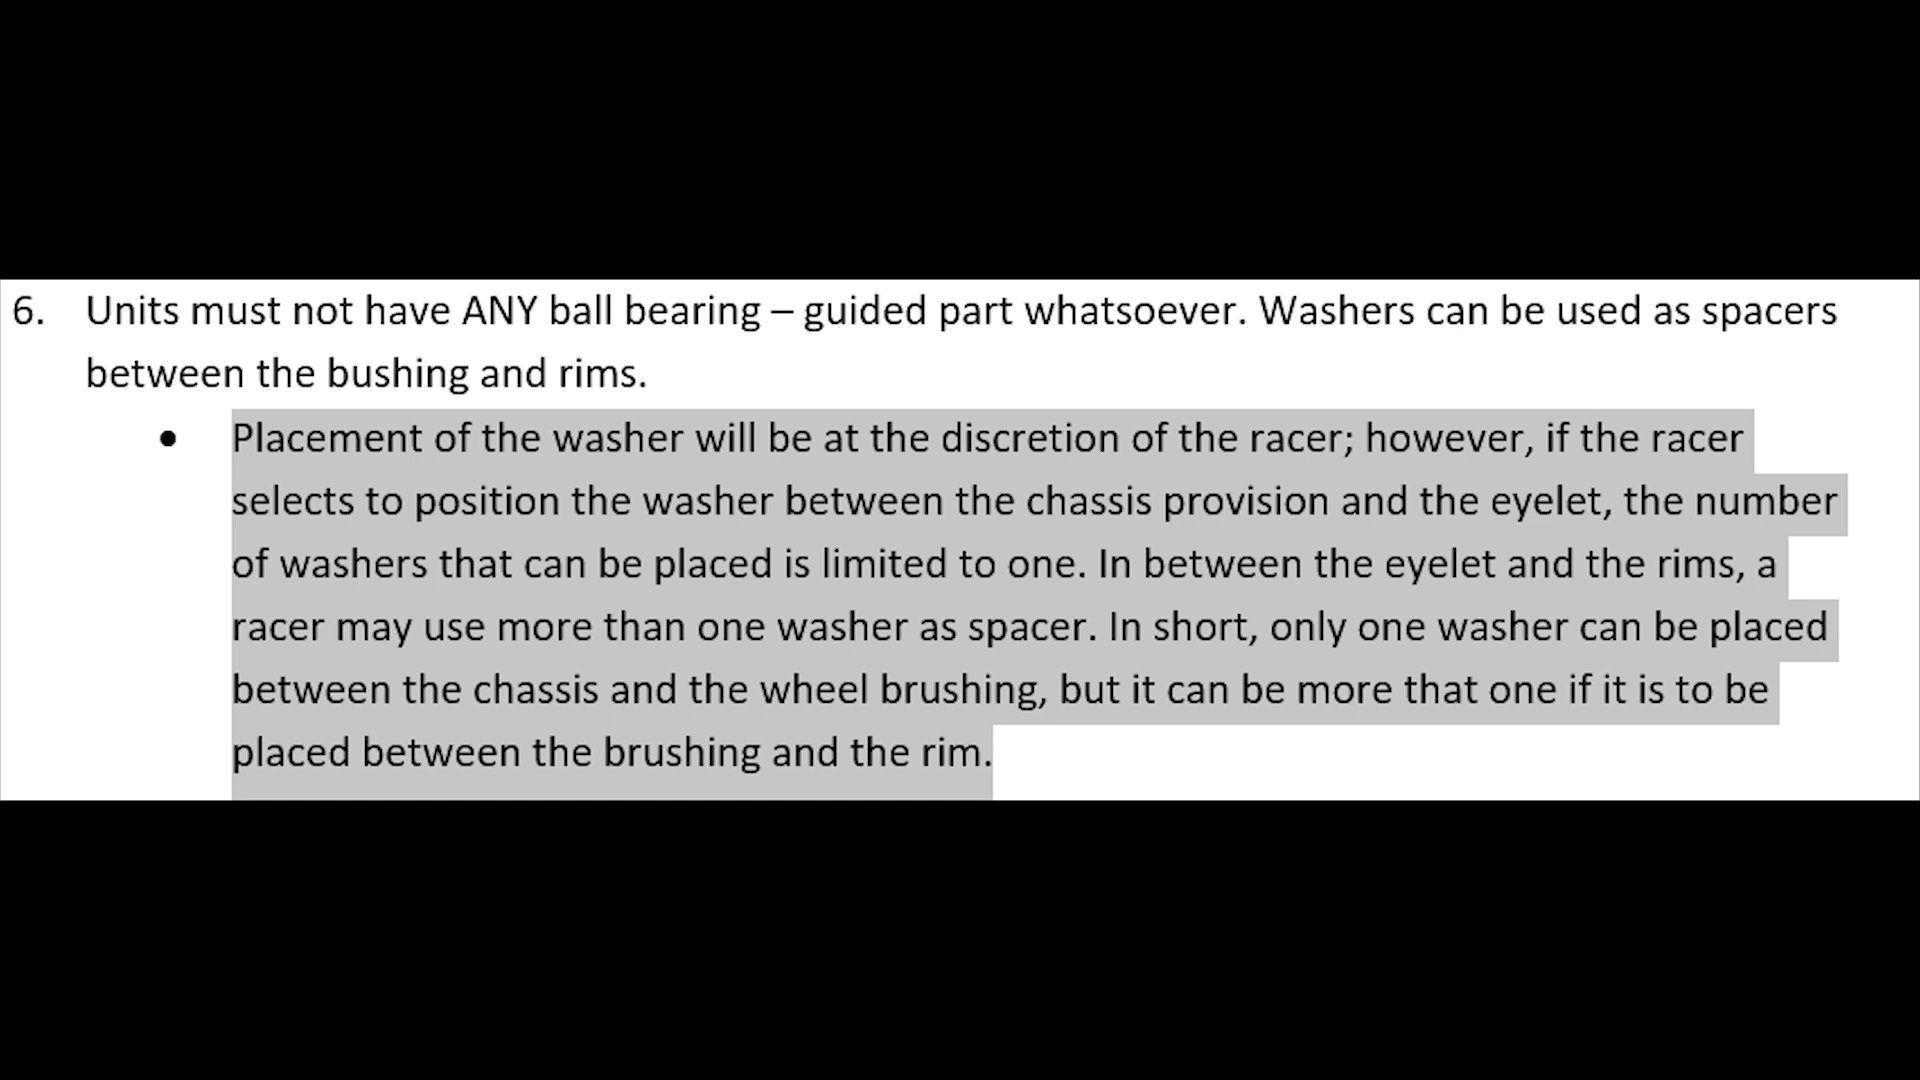 6. Units must not have ANY ball bearing – guided part whatsoever. Washers can be used as spacers
between the bushing and rims.
• Placement of the washer will be at the discretion of the racer; however, if the racer
selects to position the washer between the chassis provision and the eyelet, the number
of washers that can be placed is limited to one. In between the eyelet and the rims, a
racer may use more than one washer as spacer. In short, only one washer can be placed
between the chassis and the wheel brushing, but it can be more that one if it is to be
placed between the brushing and the rim.